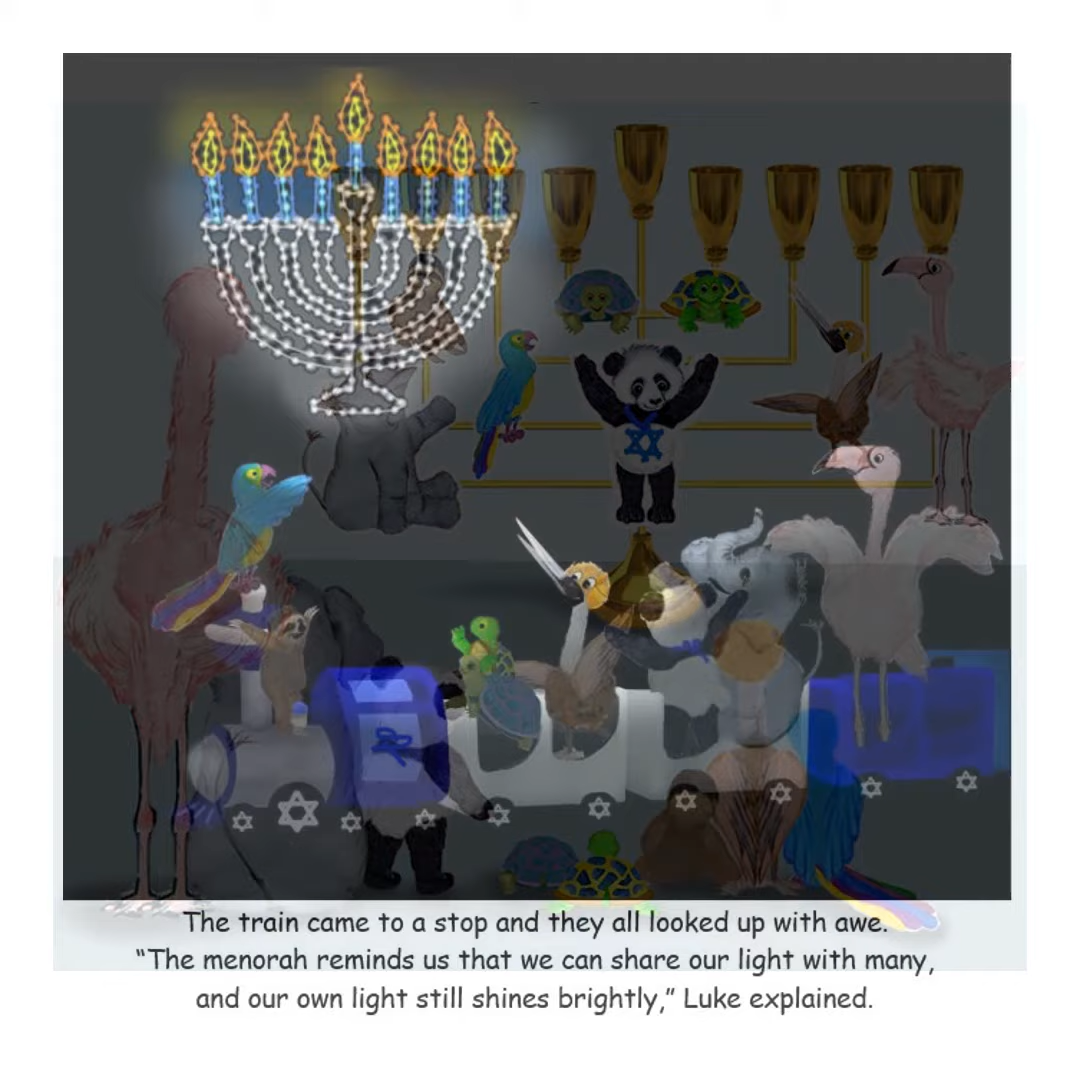 The train came to a stop and they all looked up with awe.
“The menorah reminds us that we can share our light with many,
and our own light still shines brightly,” Luke explained.